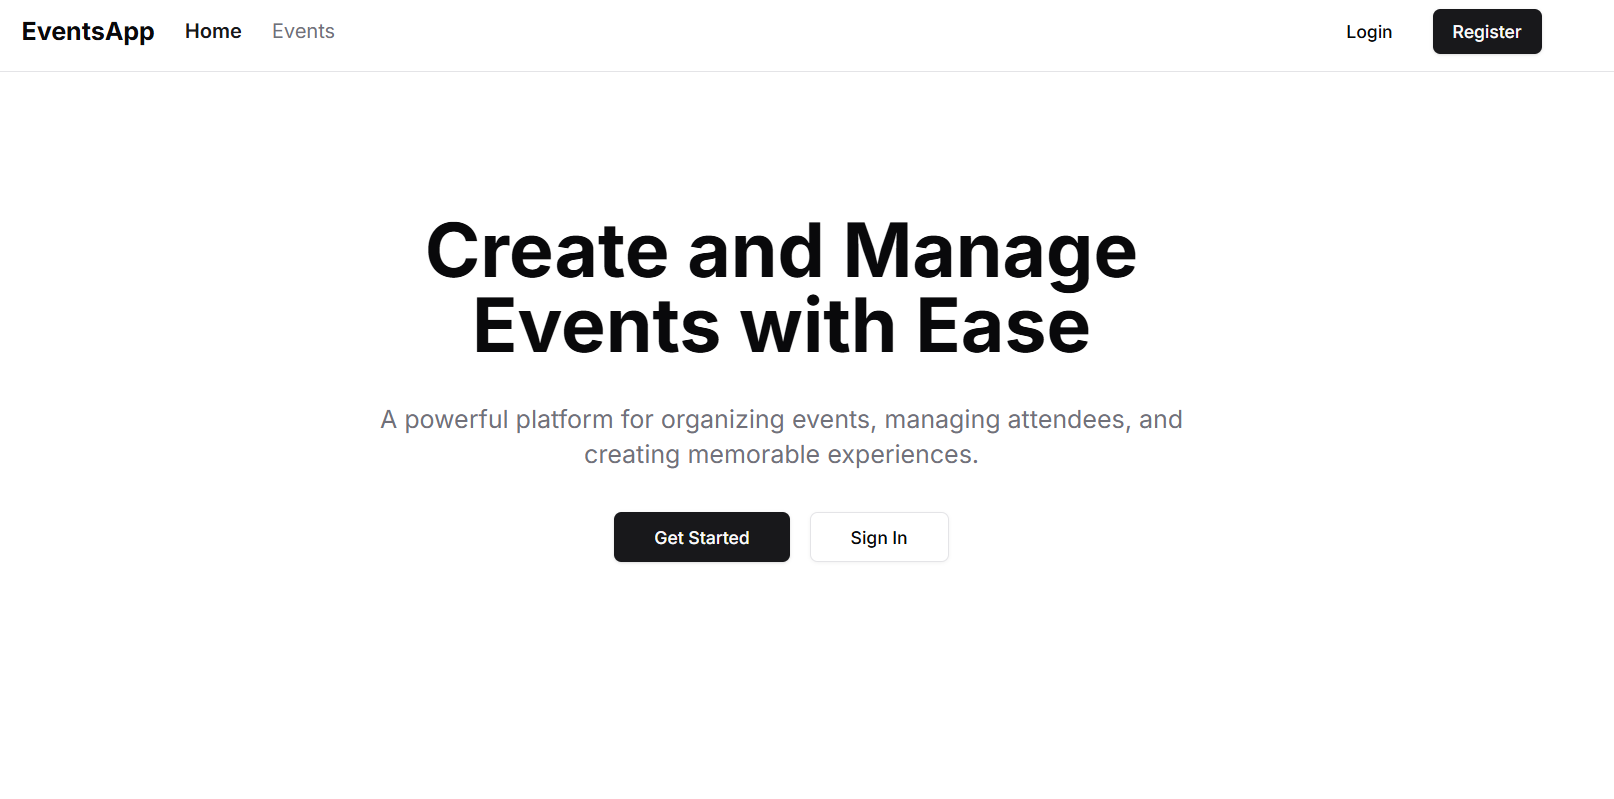 EventsApp Home Events Login Register
Create and Manage
Events with Ease
A powerful platform for organizing events, managing attendees, and
creating memorable experiences.
Get Started Sign In